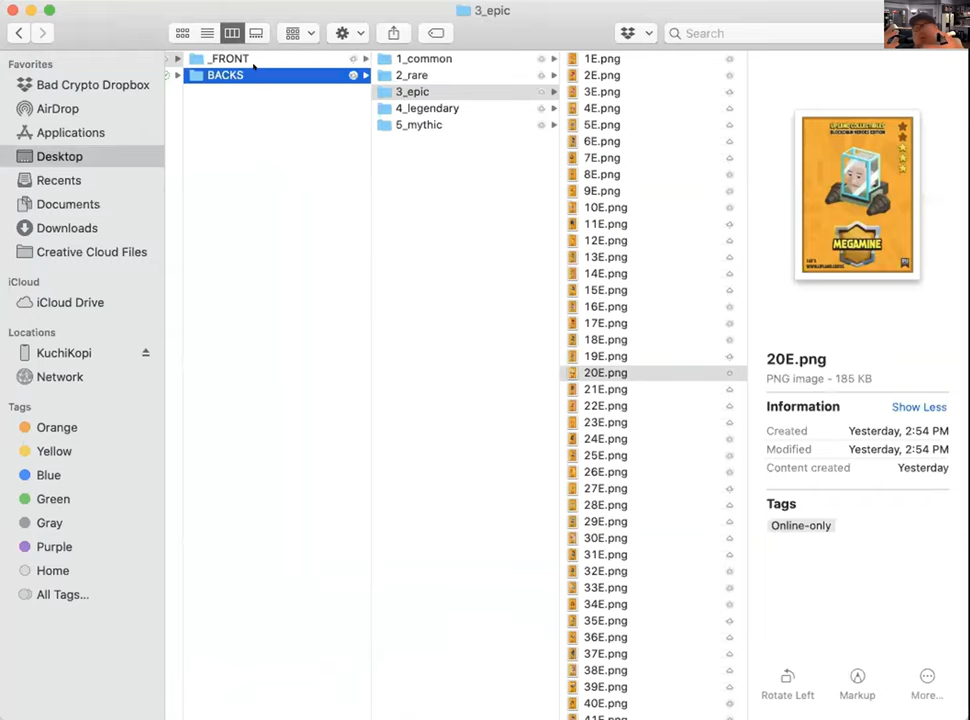 3_epic
Search
Favorites
Bad Crypto Dropbox
AirDrop
Applications
Desktop
Recents
Documents
Downloads
Creative Cloud Files
iCloud
iCloud Drive
Locations
KuchiKopi
Network
Tags
Orange
Yellow
Blue
Green
Gray
Purple
Home
All Tags...
_FRONT
BACKS
1_common
2_rare
3_epic
4_legendary
5_mythic
1E.png
2E.png
3E.png
4E.png
5E.png
6E.png
7E.png
8E.png
9E.png
10E.png
11E.png
12E.png
13E.png
14E.png
15E.png
16E.png
17E.png
18E.png
19E.png
20E.png
21E.png
22E.png
23E.png
24E.png
25E.png
26E.png
27E.png
28E.png
29E.png
30E.png
31E.png
32E.png
33E.png
34E.png
35E.png
36E.png
37E.png
38E.png
39E.png
40E.png
41E.png
UPLAND COLLECTIBLES
BLOCKCHAIN HEROES EDITION
MEGAMINE
20E.png
PNG image - 185 KB
Information
Show Less
Created Yesterday, 2:54 PM
Modified Yesterday, 2:54 PM
Content created Yesterday
Tags
Online-only
Rotate Left
Markup
More...